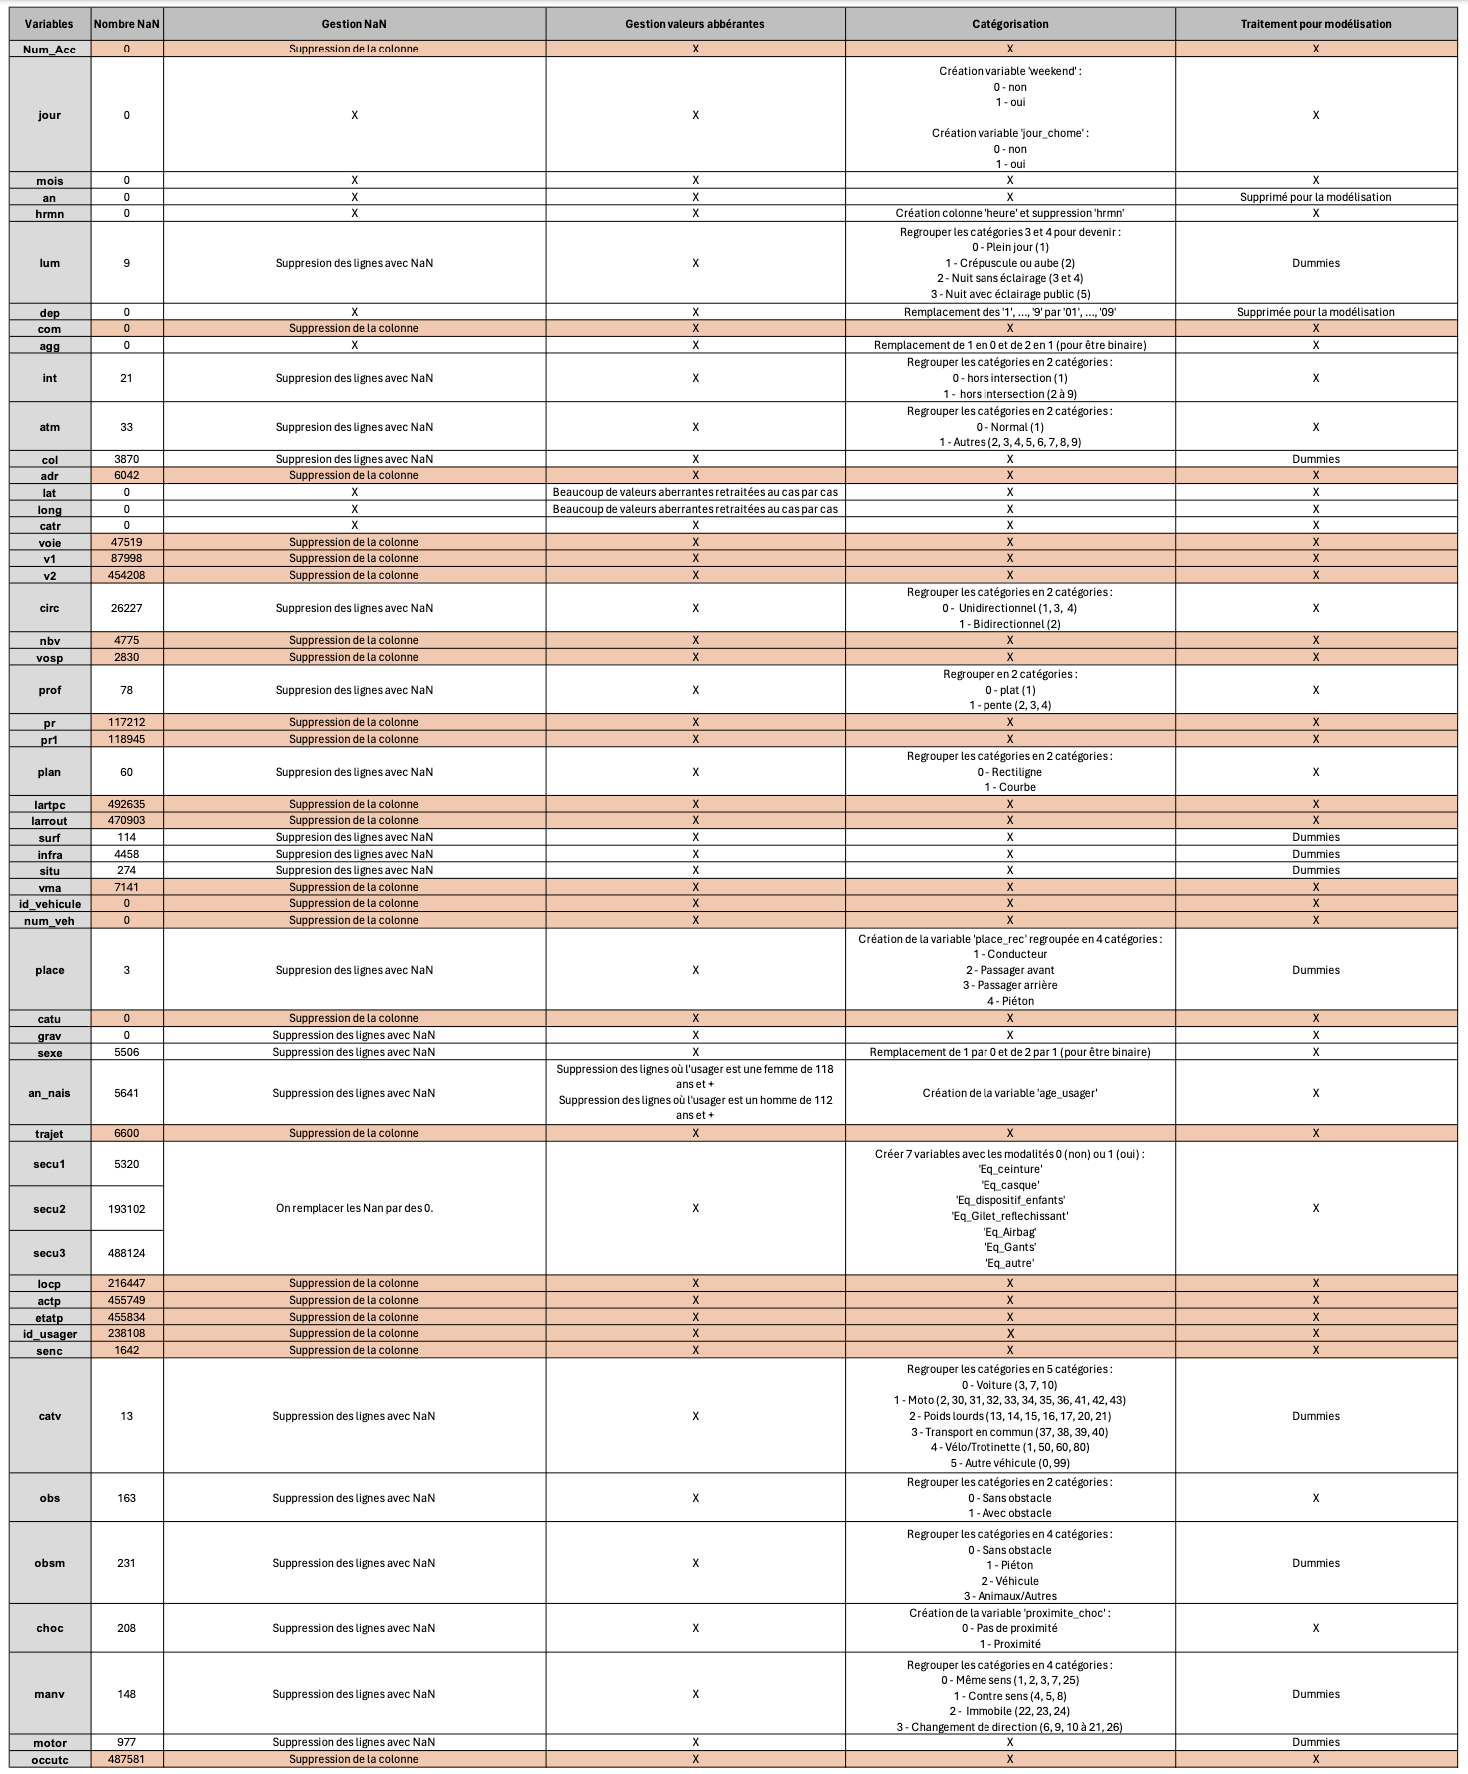 Variables Nombre NaN Gestion NaN Gestion valeurs abbérantes Catégorisation Traitement pour modélisation
Num_Acc 0 Suppression de la colonne X X X
jour 0 X X Création variable 'weekend' :
0 - non
1 - oui
Création variable 'jour_chome' :
0 - non
1 - oui
X
mois 0 X X X X
an 0 X X X Supprimé pour la modélisation
hrmn 0 X X Création colonne 'heure' et suppression 'hrmn' X
lum 9 Suppresion des lignes avec NaN X Regrouper les catégories 3 et 4 pour devenir :
0 - Plein jour (1)
1 - Crépuscule ou aube (2)
2 - Nuit sans éclairage (3 et 4)
3 - Nuit avec éclairage public (5)
Dummies
dep 0 X X Remplacement des '1', ..., '9' par '01', ..., '09' Supprimée pour la modélisation
com 0 Suppression de la colonne X X X
agg 0 X X Remplacement de 1 en 0 et de 2 en 1 (pour être binaire) X
int 21 Suppresion des lignes avec NaN X Regrouper les catégories en 2 catégories :
0 - hors intersection (1)
1 - hors intersection (2 à 9)
X
atm 33 Suppresion des lignes avec NaN X Regrouper les catégories en 2 catégories :
0 - Normal (1)
1 - Autres (2, 3, 4, 5, 6, 7, 8, 9)
X
col 3870 Suppresion des lignes avec NaN X X Dummies
adr 6042 Suppression de la colonne X X X
lat 0 X Beaucoup de valeurs aberrantes retraitées au cas par cas X X
long 0 X Beaucoup de valeurs aberrantes retraitées au cas par cas X X
catr 0 X X X X
voie 47519 Suppression de la colonne X X X
v1 87998 Suppression de la colonne X X X
v2 454208 Suppression de la colonne X X X
circ 26227 Suppresion des lignes avec NaN X Regrouper les catégories en 2 catégories :
0 - Unidirectionnel (1, 3, 4)
1 - Bidirectionnel (2)
X
nbv 4775 Suppression de la colonne X X X
vosp 2830 Suppression de la colonne X X X
prof 78 Suppresion des lignes avec NaN X Regrouper en 2 catégories :
0 - plat (1)
1 - pente (2, 3, 4)
X
pr 117212 Suppression de la colonne X X X
pr1 118945 Suppression de la colonne X X X
plan 60 Suppresion des lignes avec NaN X Regrouper les catégories en 2 catégories :
0 - Rectiligne
1 - Courbe
X
lartpc 492635 Suppression de la colonne X X X
larrout 470903 Suppression de la colonne X X X
surf 114 Suppresion des lignes avec NaN X X Dummies
infra 4458 Suppresion des lignes avec NaN X X Dummies
situ 274 Suppresion des lignes avec NaN X X Dummies
vma 7141 Suppression de la colonne X X X
id_vehicule 0 Suppression de la colonne X X X
num_veh 0 Suppression de la colonne X X X
place 3 Suppresion des lignes avec NaN X Création de la variable 'place_rec' regroupée en 4 catégories :
1 - Conducteur
2 - Passager avant
3 - Passager arrière
4 - Piéton
Dummies
catu 0 Suppression de la colonne X X X
grav 0 Suppression des lignes avec NaN X X X
sexe 5506 Suppression des lignes avec NaN X Remplacement de 1 par 0 et de 2 par 1 (pour être binaire) X
an_nais 5641 Suppression des lignes avec NaN Suppression des lignes où l'usager est une femme de 118
ans et +
Suppression des lignes où l'usager est un homme de 112
ans et +
Création de la variable 'age_usager' X
trajet 6600 Suppression de la colonne X X X
secu1 5320
secu2 193102
secu3 488124
On remplacer les Nan par des 0. X Créer 7 variables avec les modalités 0 (non) ou 1 (oui) :
'Eq_ceinture'
'Eq_casque'
'Eq_dispositif_enfants'
'Eq_Gilet_reflechissant'
'Eq_Airbag'
'Eq_Gants'
'Eq_autre'
X
locp 216447 Suppression de la colonne X X X
actp 455749 Suppression de la colonne X X X
etatp 455834 Suppression de la colonne X X X
id_usager 238108 Suppression de la colonne X X X
senc 1642 Suppression de la colonne X X X
catv 13 Suppression des lignes avec NaN X Regrouper les catégories en 5 catégories :
0 - Voiture (3, 7, 10)
1 - Moto (2, 30, 31, 32, 33, 34, 35, 36, 41, 42, 43)
2 - Poids lourds (13, 14, 15, 16, 17, 20, 21)
3 - Transport en commun (37, 38, 39, 40)
4 - Vélo/Trotinette (1, 50, 60, 80)
5 - Autre véhicule (0, 99)
Dummies
obs 163 Suppression des lignes avec NaN X Regrouper les catégories en 2 catégories :
0 - Sans obstacle
1 - Avec obstacle
X
obsm 231 Suppression des lignes avec NaN X Regrouper les catégories en 4 catégories :
0 - Sans obstacle
1 - Piéton
2 - Véhicule
3 - Animaux/Autres
Dummies
choc 208 Suppression des lignes avec NaN X Création de la variable 'proximite_choc' :
0 - Pas de proximité
1 - Proximité
X
manv 148 Suppression des lignes avec NaN X Regrouper les catégories en 4 catégories :
0 - Même sens (1, 2, 3, 7, 25)
1 - Contre sens (4, 5, 8)
2 - Immobile (22, 23, 24)
3 - Changement de direction (6, 9, 10 à 21, 26)
Dummies
motor 977 Suppression des lignes avec NaN X X Dummies
occutc 487581 Suppression de la colonne X X X